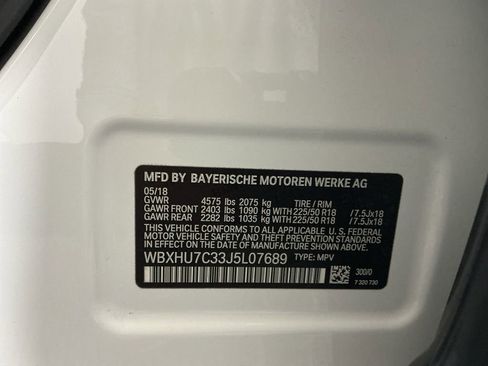 MFD BY BAYERISCHE MOTOREN WERKE AG
05/18
GVWR 4575 lbs 2075 kg TIRE / RIM
GAWR FRONT 2403 lbs 1090 kg WITH 225/50 R18 /7.5Jx18
GAWR REAR 2282 lbs 1035 kg WITH 225/50 R18 /7.5Jx18
THIS VEHICLE CONFORMS TO ALL APPLICABLE U.S. FEDERAL
MOTOR VEHICLE SAFETY, BUMPER, AND THEFT PREVENTION
STANDARDS IN EFFECT ON THE DATE OF MANUFACTURE
SHOWN ABOVE.
WBXHU7C33J5L07689 TYPE: MPV
300/0
7 320 730